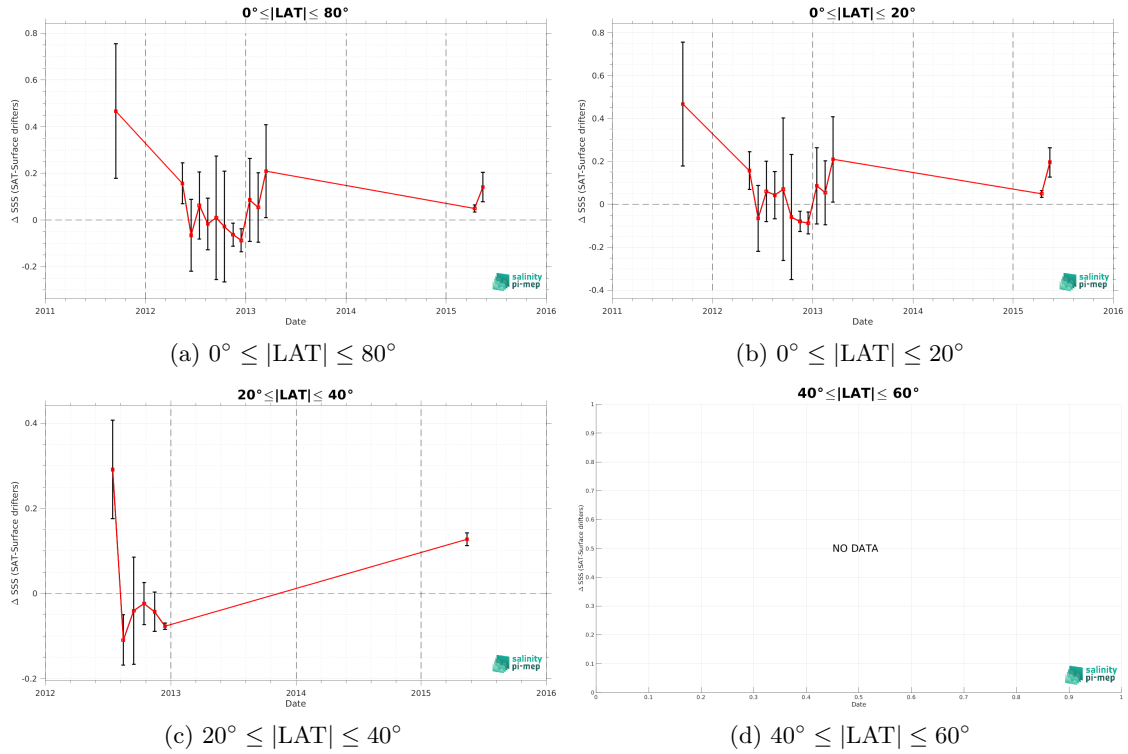 0°≤|LAT|≤ 80°
Δ SSS (SAT-Surface drifters)
0.8
0.6
0.4
0.2
0
-0.2
2011 2012 2013 2014 2015 2016
Date
salinity
pi-mep
(a) 0° ≤ |LAT| ≤ 80°
0°≤|LAT|≤ 20°
Δ SSS (SAT-Surface drifters)
0.8
0.6
0.4
0.2
0
-0.2
-0.4
2011 2012 2013 2014 2015 2016
Date
salinity
pi-mep
(b) 0° ≤ |LAT| ≤ 20°
20°≤|LAT|≤ 40°
Δ SSS (SAT-Surface drifters)
0.4
0.2
0
-0.2
2012 2013 2014 2015 2016
Date
salinity
pi-mep
(c) 20° ≤ |LAT| ≤ 40°
40°≤|LAT|≤ 60°
Δ SSS (SAT-Surface drifters)
1
0.9
0.8
0.7
0.6
0.5
0.4
0.3
0.2
0.1
0
NO DATA
0 0.1 0.2 0.3 0.4 0.5 0.6 0.7 0.8 0.9 1
Date
salinity
pi-mep
(d) 40° ≤ |LAT| ≤ 60°